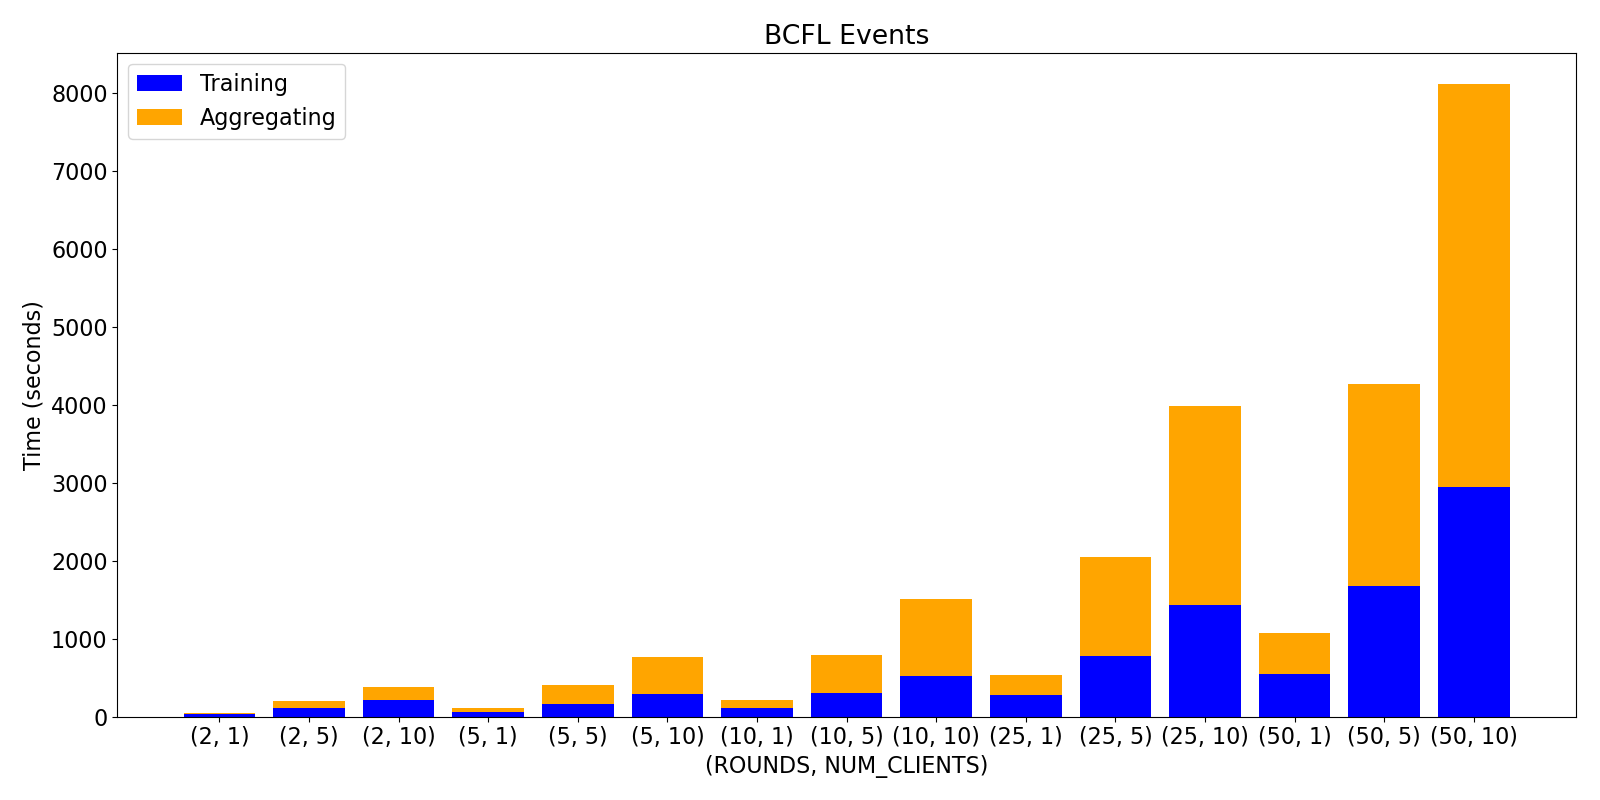 BCFL Events
Training
Aggregating
8000
7000
6000
5000
4000
3000
2000
1000
0
Time (seconds)
(2, 1) (2, 5) (2, 10) (5, 1) (5, 5) (5, 10) (10, 1) (10, 5) (10, 10) (25, 1) (25, 5) (25, 10) (50, 1) (50, 5) (50, 10)
(ROUNDS, NUM_CLIENTS)